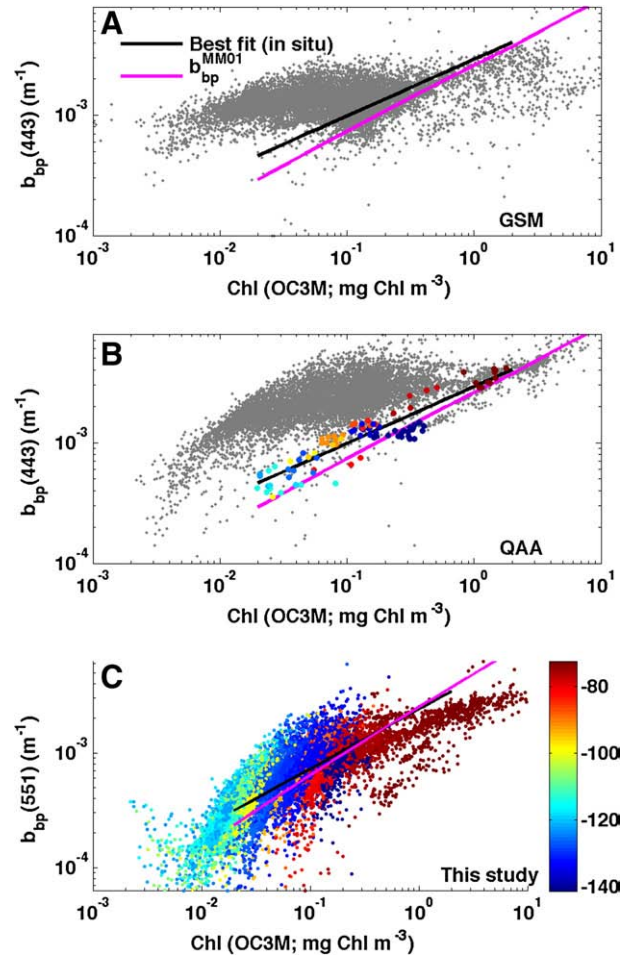 A
Best fit (in situ)
b_bp^MM01
10^-3
10^-4
b_bp(443) (m^-1)
GSM
10^-3 10^-2 10^-1 10^0 10^1
Chl (OC3M; mg Chl m^-3)
B
10^-3
10^-4
b_bp(443) (m^-1)
QAA
10^-3 10^-2 10^-1 10^0 10^1
Chl (OC3M; mg Chl m^-3)
C
10^-3
10^-4
b_bp(551) (m^-1)
This study
10^-3 10^-2 10^-1 10^0 10^1
Chl (OC3M; mg Chl m^-3)
-80
-100
-120
-140